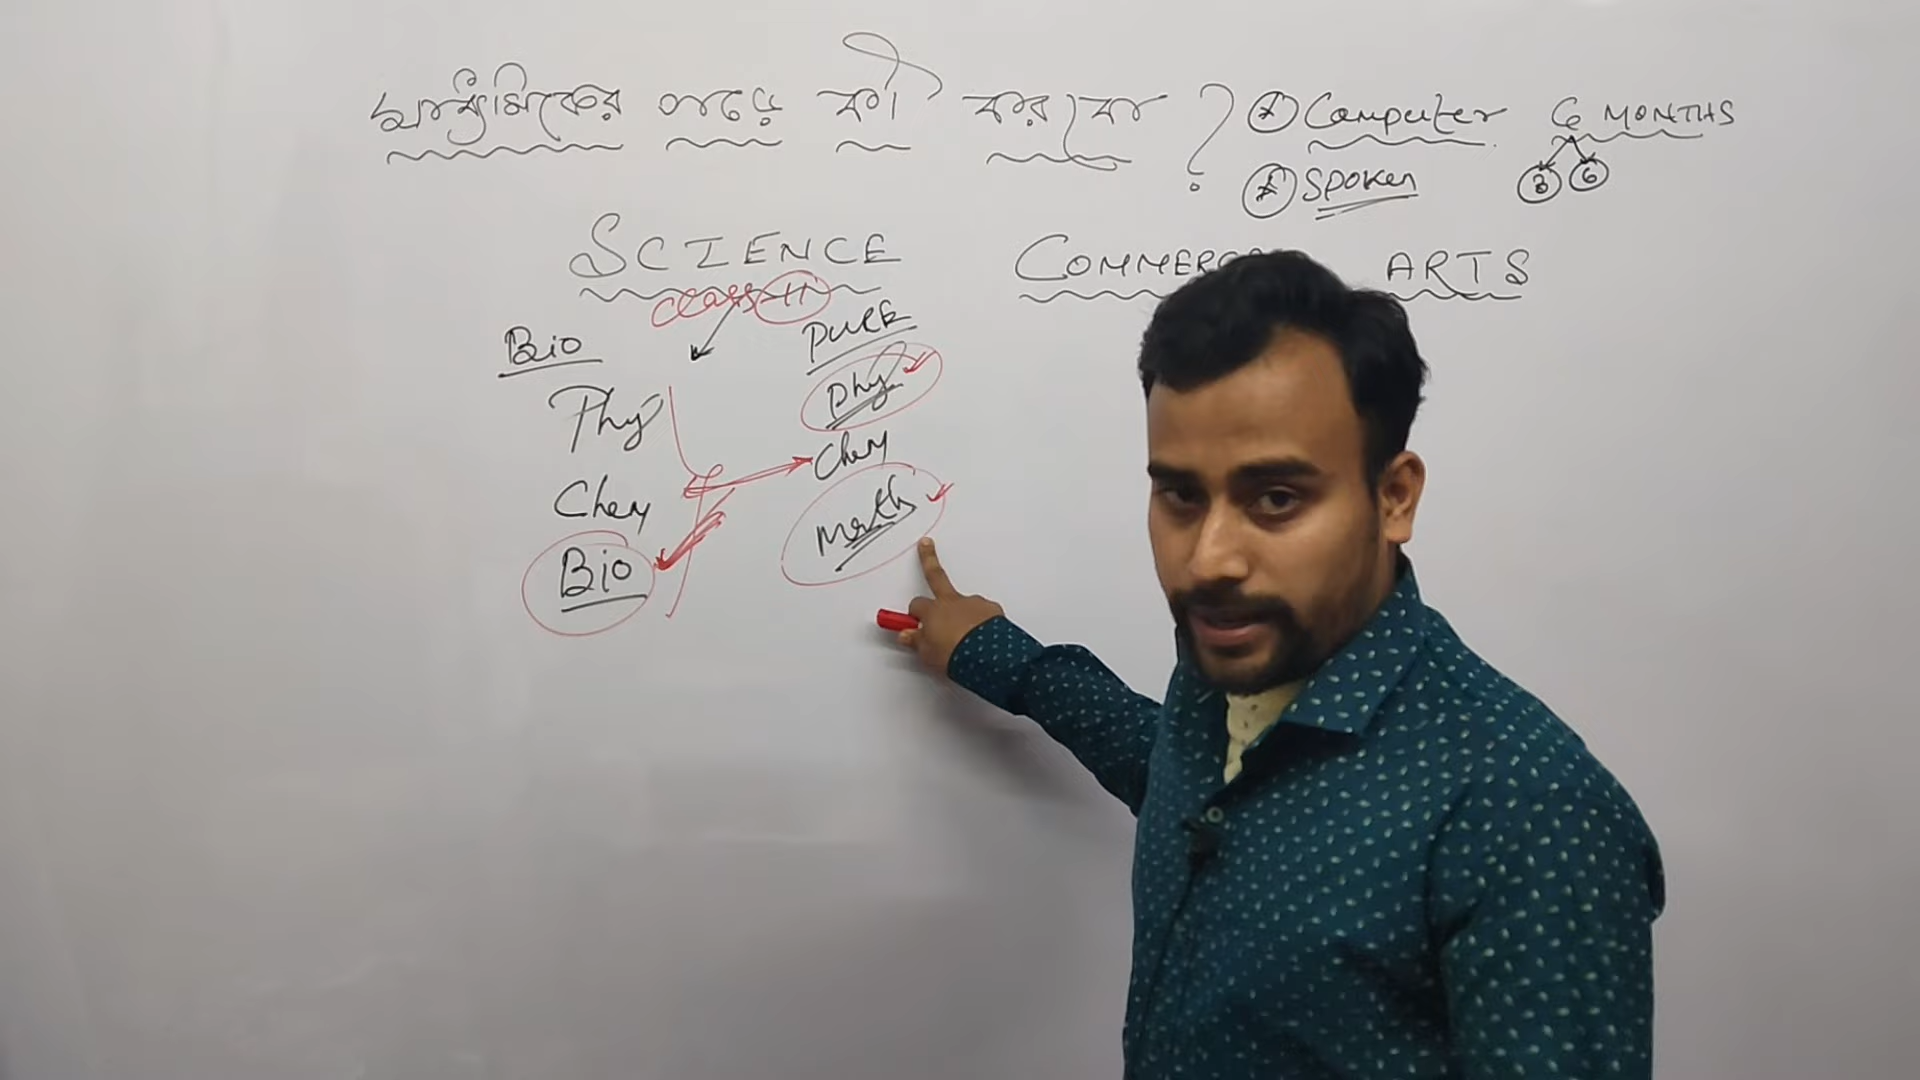 মাধ্যমিকের পরে কী করবো ?
① Computer 6 MONTHS
② Spoken 3 6
SCIENCE COMMERCE ARTS
class-11
Bio PURE
Phy Phy
Chem Chem
Bio Math